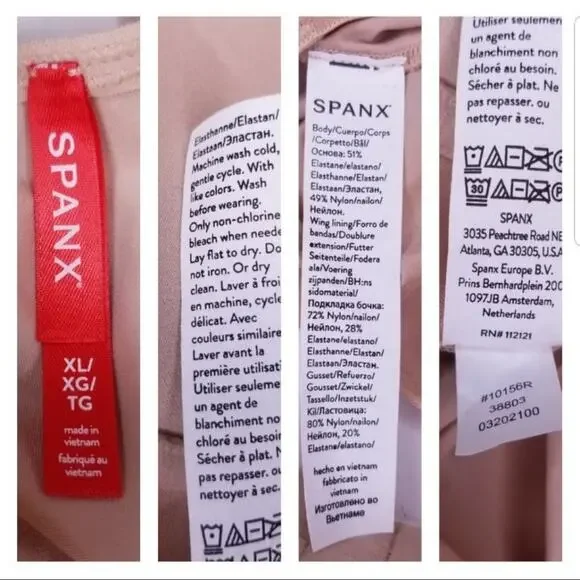 SPANX
XL/
XG/
TG
made in
vietnam
fabriqué au
vietnam
Elasthanne/Elastan/
Elastaan/Эластан.
Machine wash cold,
gentle cycle. With
like colors. Wash
before wearing.
Only non-chlorine
bleach when neede
Lay flat to dry. Do
not iron. Or dry
clean. Laver à froi
en machine, cycle
délicat. Avec
couleurs similaire
Laver avant la
première utilisati
Utiliser seuleme
un agent de
blanchiment no
chloré au besoi
Sécher à plat. N
pas repasser. ou
nettoyer à sec.
SPANX
Body/Cuerpo/Corps
/Corpetto/Bál/
Основа: 51%
Elastane/elastano/
Elasthanne/Elastan/
Elastaan/Эластан,
49% Nylon/nailon/
Нейлон.
Wing lining/Forro de
bandas/Doublure
extension/Futter
Seitenteile/Fodera
ala/Voering
zijpanden/BH:ns
sidomaterial/
Подкладка бочка:
72% Nylon/nailon/
Нейлон, 28%
Elastane/elastano/
Elasthanne/Elastan/
Elastaan/Эластан.
Gusset/Refuerzo/
Gousset/Zwickel/
Tassello/Inzetstuk/
Kil/Ластовица:
80% Nylon/nailon/
Нейлон, 20%
Elastane/elastano/
hecho en vietnam
fabbricato in
vietnam
Изготовлено во
Вьетнаме
Utiliser seulemen
un agent de
blanchiment non
chloré au besoin.
Sécher à plat. Ne
pas repasser. ou
nettoyer à sec.
30
SPANX
3035 Peachtree Road NE
Atlanta, GA 30305, U.S.A
Spanx Europe B.V.
Prins Bernhardplein 200
1097JB Amsterdam,
Netherlands
RN# 112121
#10156R
38803
03202100